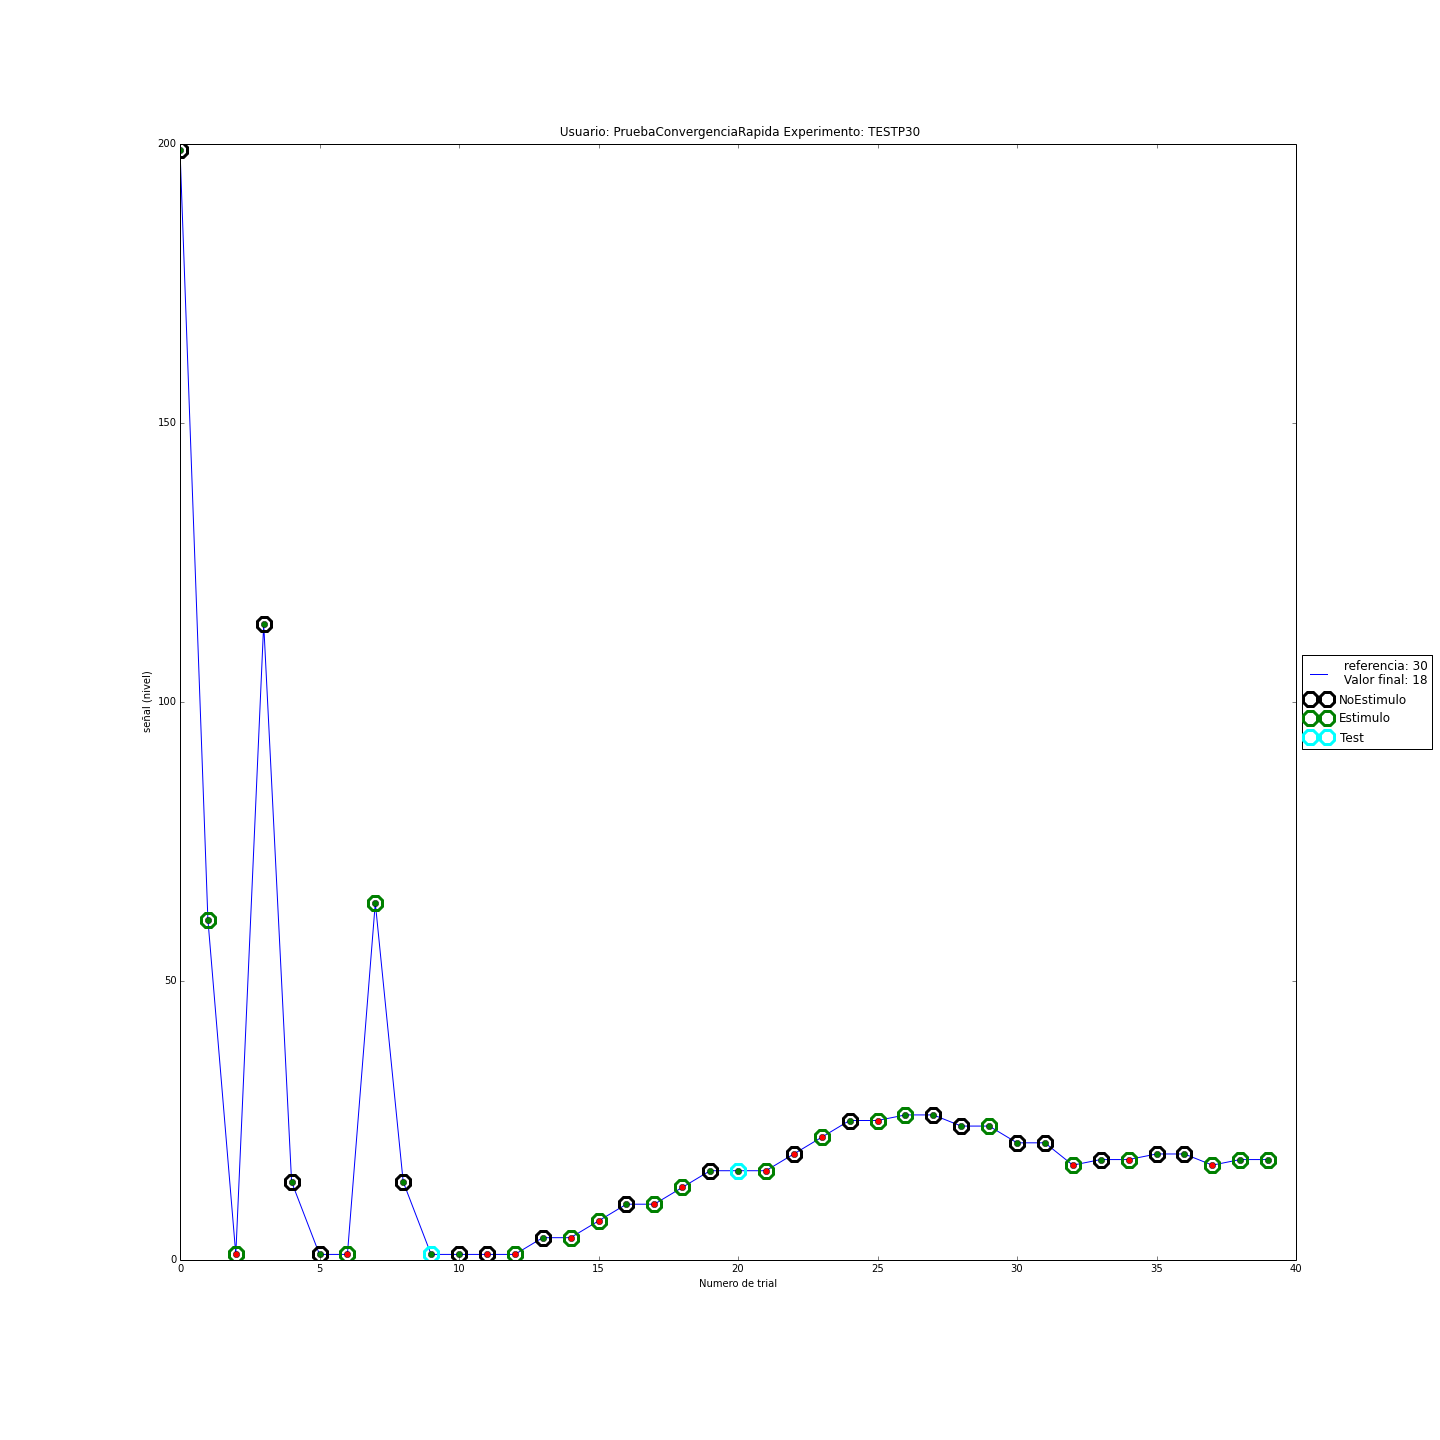 Usuario: PruebaConvergenciaRapida Experimento: TESTP30
200
150
100
50
0
señal (nivel)
0 5 10 15 20 25 30 35 40
Numero de trial
referencia: 30
Valor final: 18
NoEstimulo
Estimulo
Test